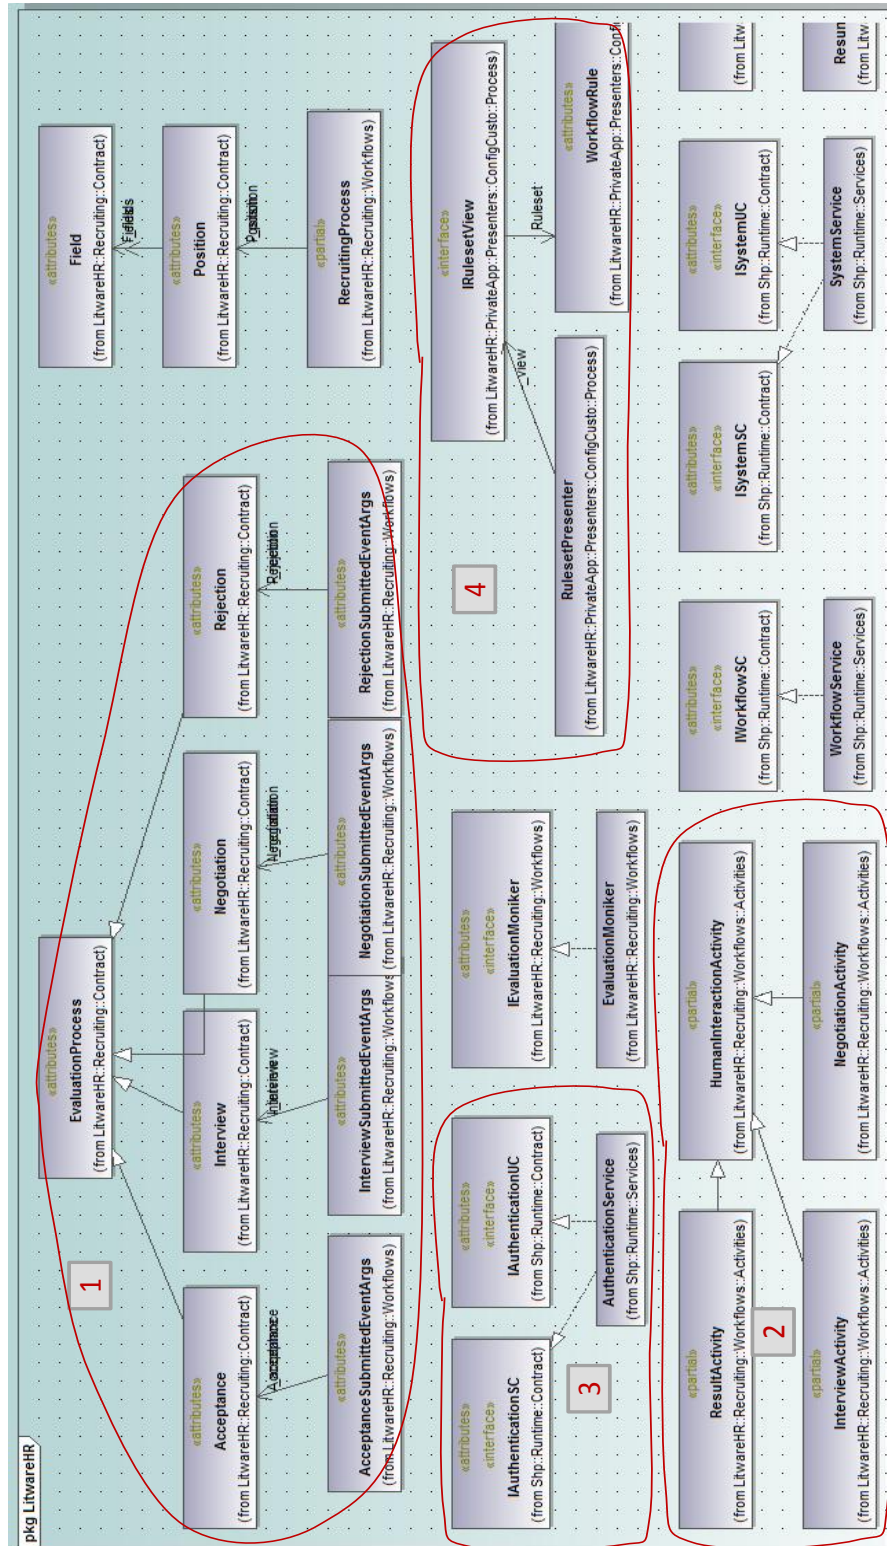 pkg LitwareHR
«attributes»
EvaluationProcess
(from LitwareHR::Recruiting::Contract)
«attributes»
Field
(from LitwareHR::Recruiting::Contract)
1
Fields
«attributes»
Acceptance
(from LitwareHR::Recruiting::Contract)
«attributes»
Interview
(from LitwareHR::Recruiting::Contract)
«attributes»
Negotiation
(from LitwareHR::Recruiting::Contract)
«attributes»
Rejection
(from LitwareHR::Recruiting::Contract)
«attributes»
Position
(from LitwareHR::Recruiting::Contract)
Acceptance
Interview
Negotiation
Rejection
Position
«attributes»
AcceptanceSubmittedEventArgs
(from LitwareHR::Recruiting::Workflows)
«attributes»
InterviewSubmittedEventArgs
(from LitwareHR::Recruiting::Workflows
«attributes»
NegotiationSubmittedEventArgs
(from LitwareHR::Recruiting::Workflows)
«attributes»
RejectionSubmittedEventArgs
(from LitwareHR::Recruiting::Workflows)
«partial»
RecruitingProcess
(from LitwareHR::Recruiting::Workflows)
«attributes»
«interface»
IAuthenticationSC
(from Shp::Runtime::Contract)
«attributes»
«interface»
IAuthenticationUC
(from Shp::Runtime::Contract)
«attributes»
«interface»
IEvaluationMoniker
(from LitwareHR::Recruiting::Workflows)
4
«interface»
IRulesetView
(from LitwareHR::PrivateApp::Presenters::ConfigCusto::Process)
_view
Ruleset
3
AuthenticationService
(from Shp::Runtime::Services)
EvaluationMoniker
(from LitwareHR::Recruiting::Workflows)
RulesetPresenter
(from LitwareHR::PrivateApp::Presenters::ConfigCusto::Process)
«attributes»
WorkflowRule
(from LitwareHR::PrivateApp::Presenters::Confi
«partial»
ResultActivity
(from LitwareHR::Recruiting::Workflows::Activities)
«partial»
HumanInteractionActivity
(from LitwareHR::Recruiting::Workflows::Activities)
«attributes»
«interface»
IWorkflowSC
(from Shp::Runtime::Contract)
«attributes»
«interface»
ISystemSC
(from Shp::Runtime::Contract)
«attributes»
«interface»
ISystemUC
(from Shp::Runtime::Contract)
(from Litw
2
«partial»
InterviewActivity
(from LitwareHR::Recruiting::Workflows::Activities)
«partial»
NegotiationActivity
(from LitwareHR::Recruiting::Workflows::Activities)
WorkflowService
(from Shp::Runtime::Services)
SystemService
(from Shp::Runtime::Services)
Resun
(from Litw